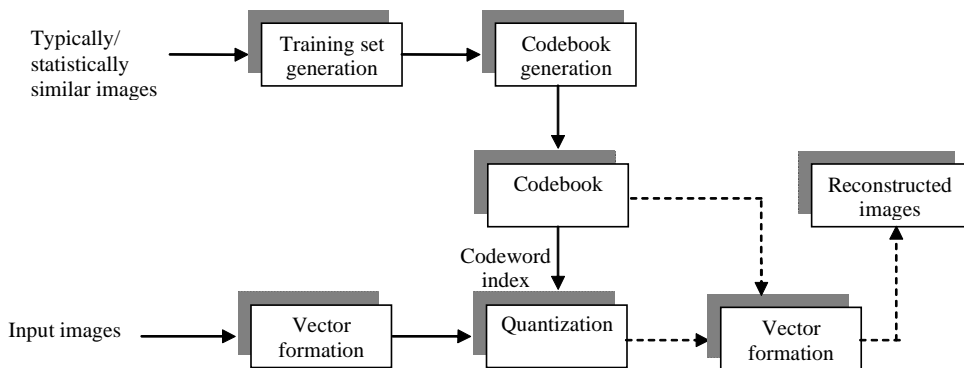 Typically/
statistically
similar images
Training set
generation
Codebook
generation
Codebook
Reconstructed
images
Codeword
index
Input images
Vector
formation
Quantization
Vector
formation